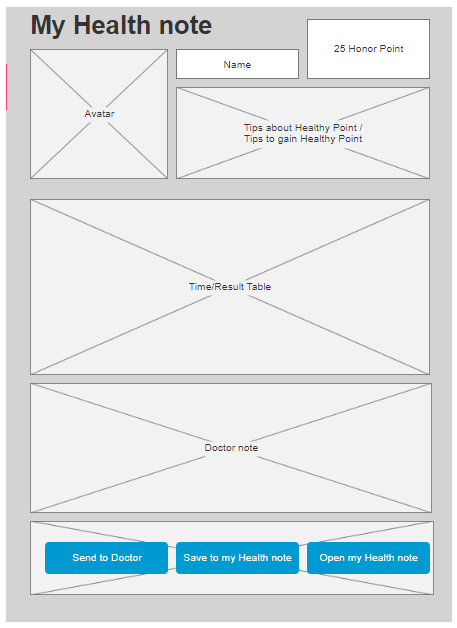 My Health note
25 Honor Point
Name
Avatar
Tips about Healthy Point /
Tips to gain Healthy Point
Time/Result Table
Doctor note
Send to Doctor
Save to my Health note
Open my Health note